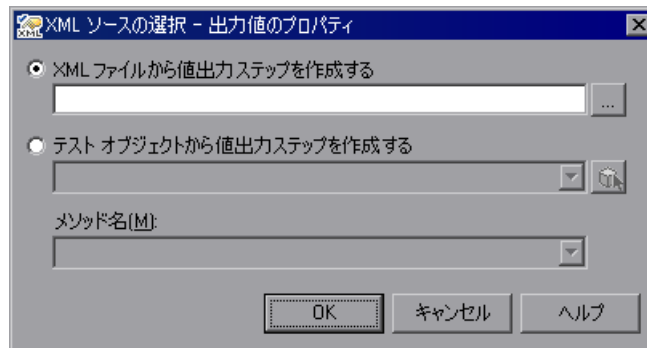 XML ソースの選択 - 出力値のプロパティ
XML ファイルから値出力ステップを作成する
...
テスト オブジェクトから値出力ステップを作成する
メソッド名(M):
OK キャンセル ヘルプ